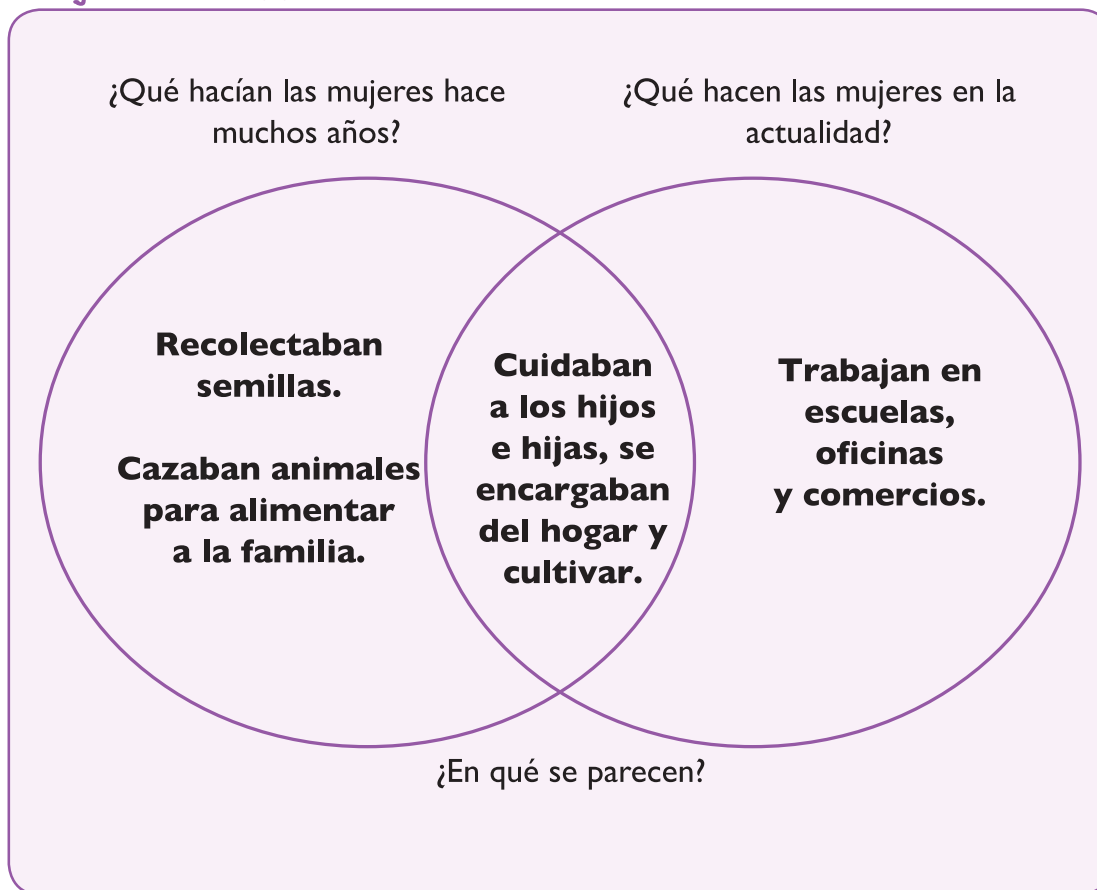 ¿Qué hacían las mujeres hace
muchos años?
¿Qué hacen las mujeres en la
actualidad?
Recolectaban
semillas.
Cazaban animales
para alimentar
a la familia.
Cuidaban
a los hijos
e hijas, se
encargaban
del hogar y
cultivar.
Trabajan en
escuelas,
oficinas
y comercios.
¿En qué se parecen?